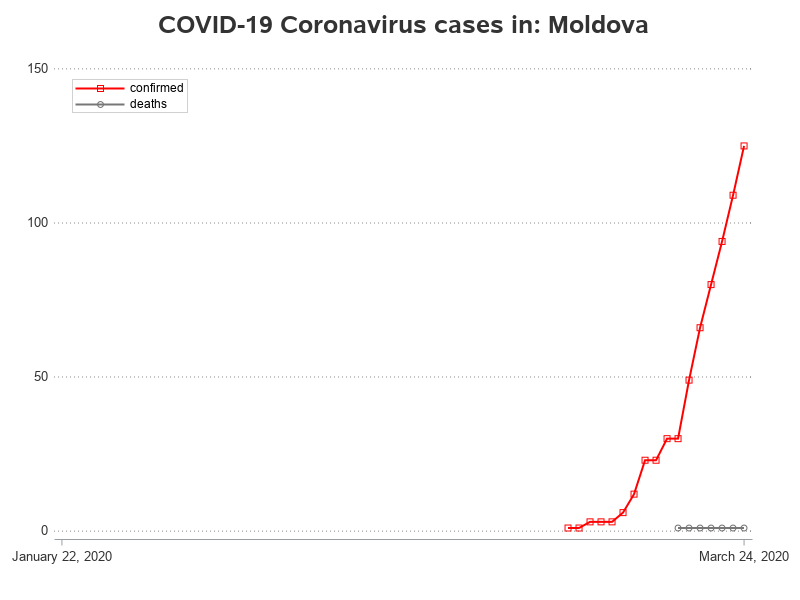 COVID-19 Coronavirus cases in: Moldova
150
confirmed
deaths
100
50
0
January 22, 2020
March 24, 2020